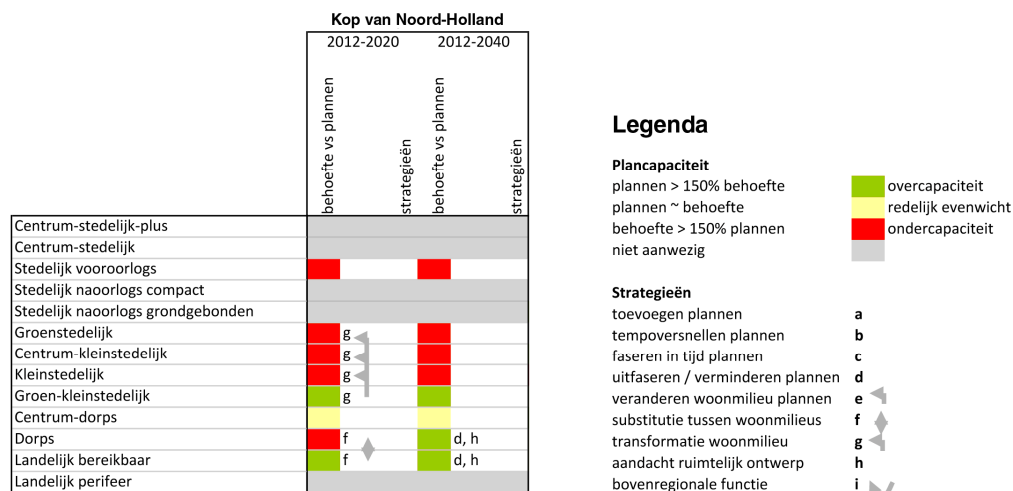 Kop van Noord-Holland
2012-2020 2012-2040
behoefte vs plannen strategieën behoefte vs plannen strategieën
Centrum-stedelijk-plus
Centrum-stedelijk
Stedelijk vooroorlogs
Stedelijk naoorlogs compact
Stedelijk naoorlogs grondgebonden
Groenstedelijk g
Centrum-kleinstedelijk g
Kleinstedelijk g
Groen-kleinstedelijk g
Centrum-dorps
Dorps f d, h
Landelijk bereikbaar f d, h
Landelijk perifeer
Legenda
Plancapaciteit
plannen > 150% behoefte overcapaciteit
plannen ~ behoefte redelijk evenwicht
behoefte > 150% plannen ondercapaciteit
niet aanwezig
Strategieën
toevoegen plannen a
tempoversnellen plannen b
faseren in tijd plannen c
uitfaseren / verminderen plannen d
veranderen woonmilieu plannen e
substitutie tussen woonmilieus f
transformatie woonmilieu g
aandacht ruimtelijk ontwerp h
bovenregionale functie i